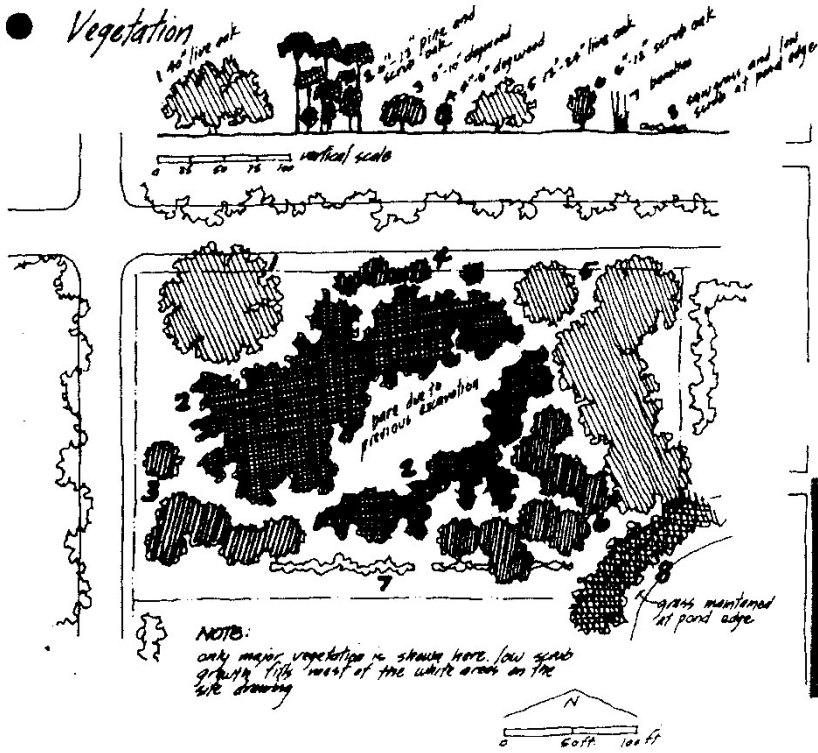 Vegetation
1 40" live oak
2 8"-12" pine and
scrub oak
3 8"-10" dogwood
4 4"-6" dogwood
5 12"-24" live oak
6 6"-12" scrub oak
7 bamboo
8 sawgrass and low
scrub at pond edge
0 25 50 75 100
vertical scale
1
4
5
2
bare due to
previous excavation
2
3
6
7
8
grass maintained
at pond edge
NOTE:
only major vegetation is shown here. low scrub
growth fills most of the white areas on the
site drawing
N
0 50ft 100ft